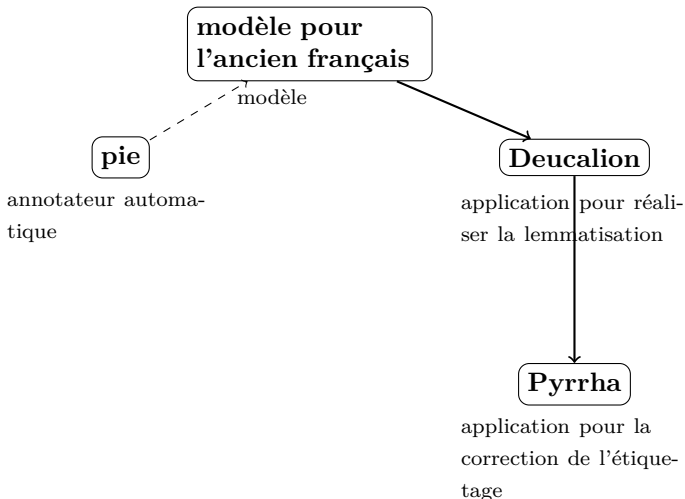 modèle pour
l'ancien français
modèle
pie
annotateur automa-
tique
Deucalion
application pour réali-
ser la lemmatisation
Pyrrha
application pour la
correction de l'étique-
tage